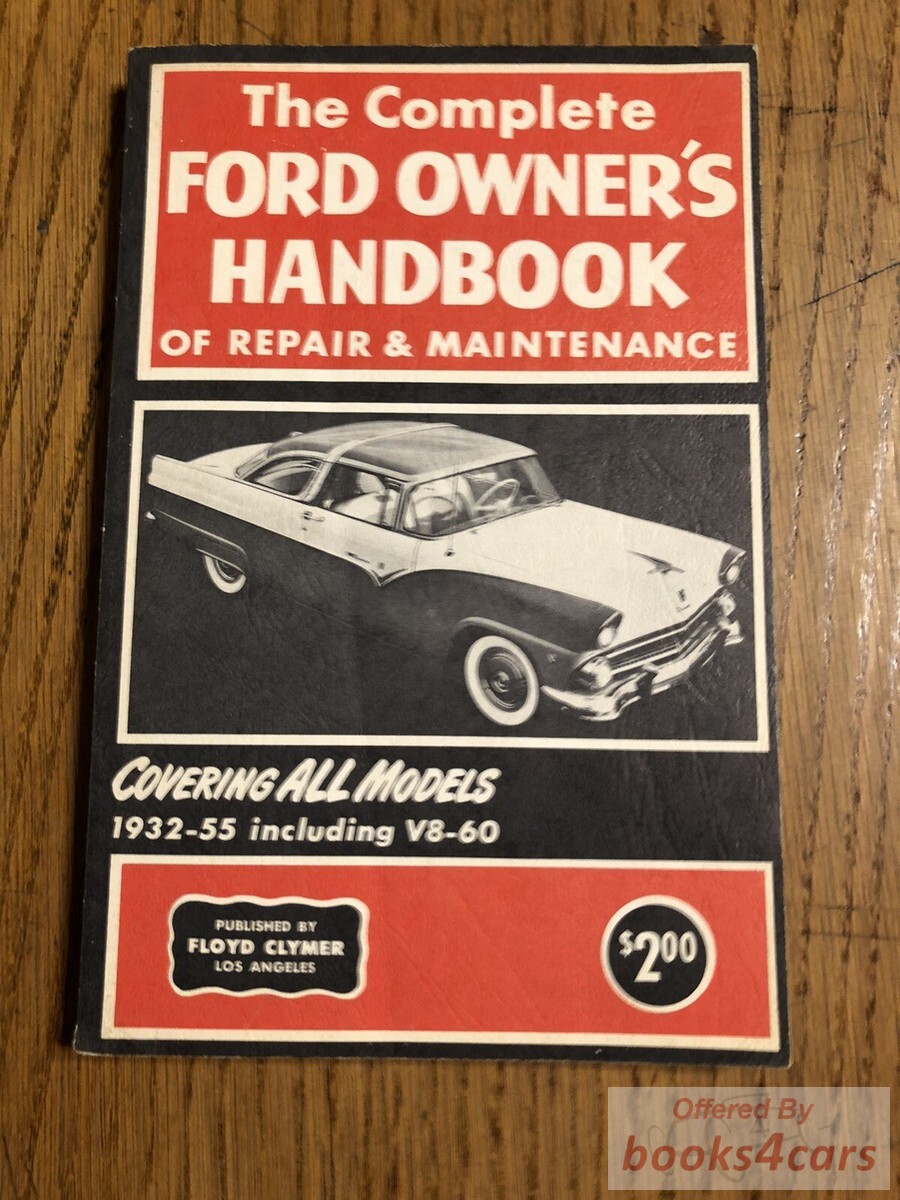 The Complete
FORD OWNER'S
HANDBOOK
OF REPAIR & MAINTENANCE
COVERING ALL MODELS
1932-55 including V8-60
PUBLISHED BY
FLOYD CLYMER
LOS ANGELES
$2.00
Offered By
books4cars